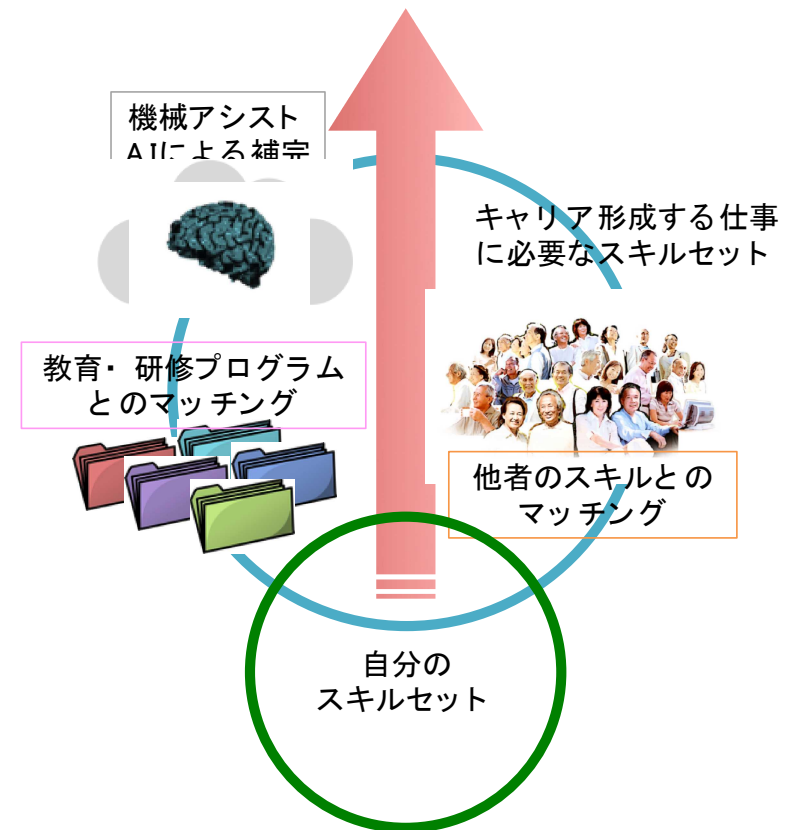 機械アシスト
AIによる補完
キャリア形成する仕事
に必要なスキルセット
教育・研修プログラム
とのマッチング
他者のスキルとの
マッチング
自分の
スキルセット